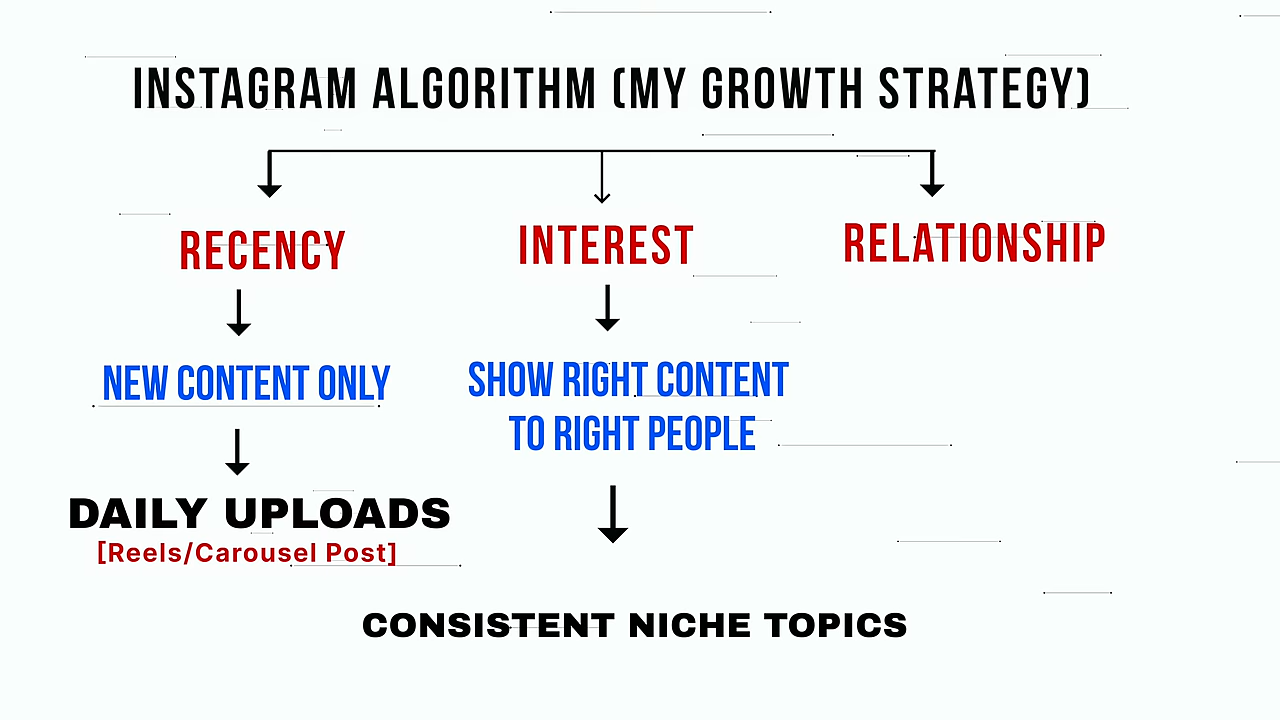 INSTAGRAM ALGORITHM (MY GROWTH STRATEGY)
RECENCY
INTEREST
RELATIONSHIP
NEW CONTENT ONLY
SHOW RIGHT CONTENT
TO RIGHT PEOPLE
DAILY UPLOADS
[Reels/Carousel Post]
CONSISTENT NICHE TOPICS